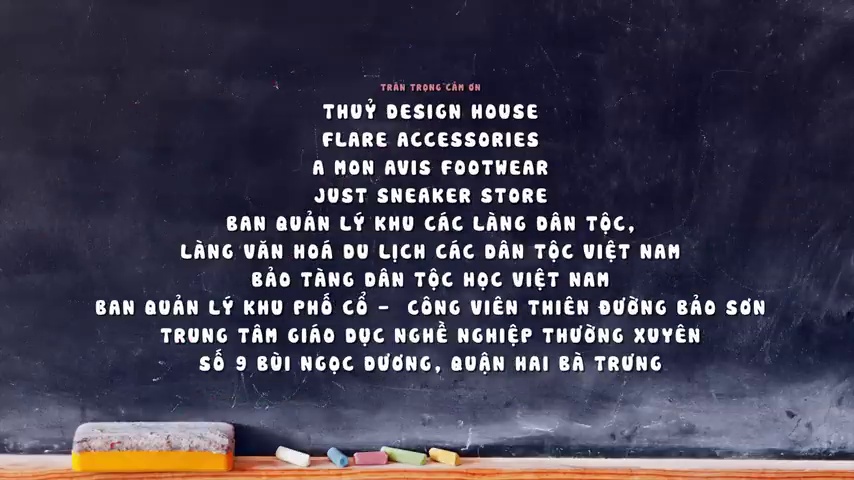 TRÂN TRỌNG CẢM ƠN
THUỶ DESIGN HOUSE
FLARE ACCESSORIES
A MON AVIS FOOTWEAR
JUST SNEAKER STORE
BAN QUẢN LÝ KHU CÁC LÀNG DÂN TỘC,
LÀNG VĂN HOÁ DU LỊCH CÁC DÂN TỘC VIỆT NAM
BẢO TÀNG DÂN TỘC HỌC VIỆT NAM
BAN QUẢN LÝ KHU PHỐ CỔ - CÔNG VIÊN THIÊN ĐƯỜNG BẢO SƠN
TRUNG TÂM GIÁO DỤC NGHỀ NGHIỆP THƯỜNG XUYÊN
SỐ 9 BÙI NGỌC DƯƠNG, QUẬN HAI BÀ TRƯNG